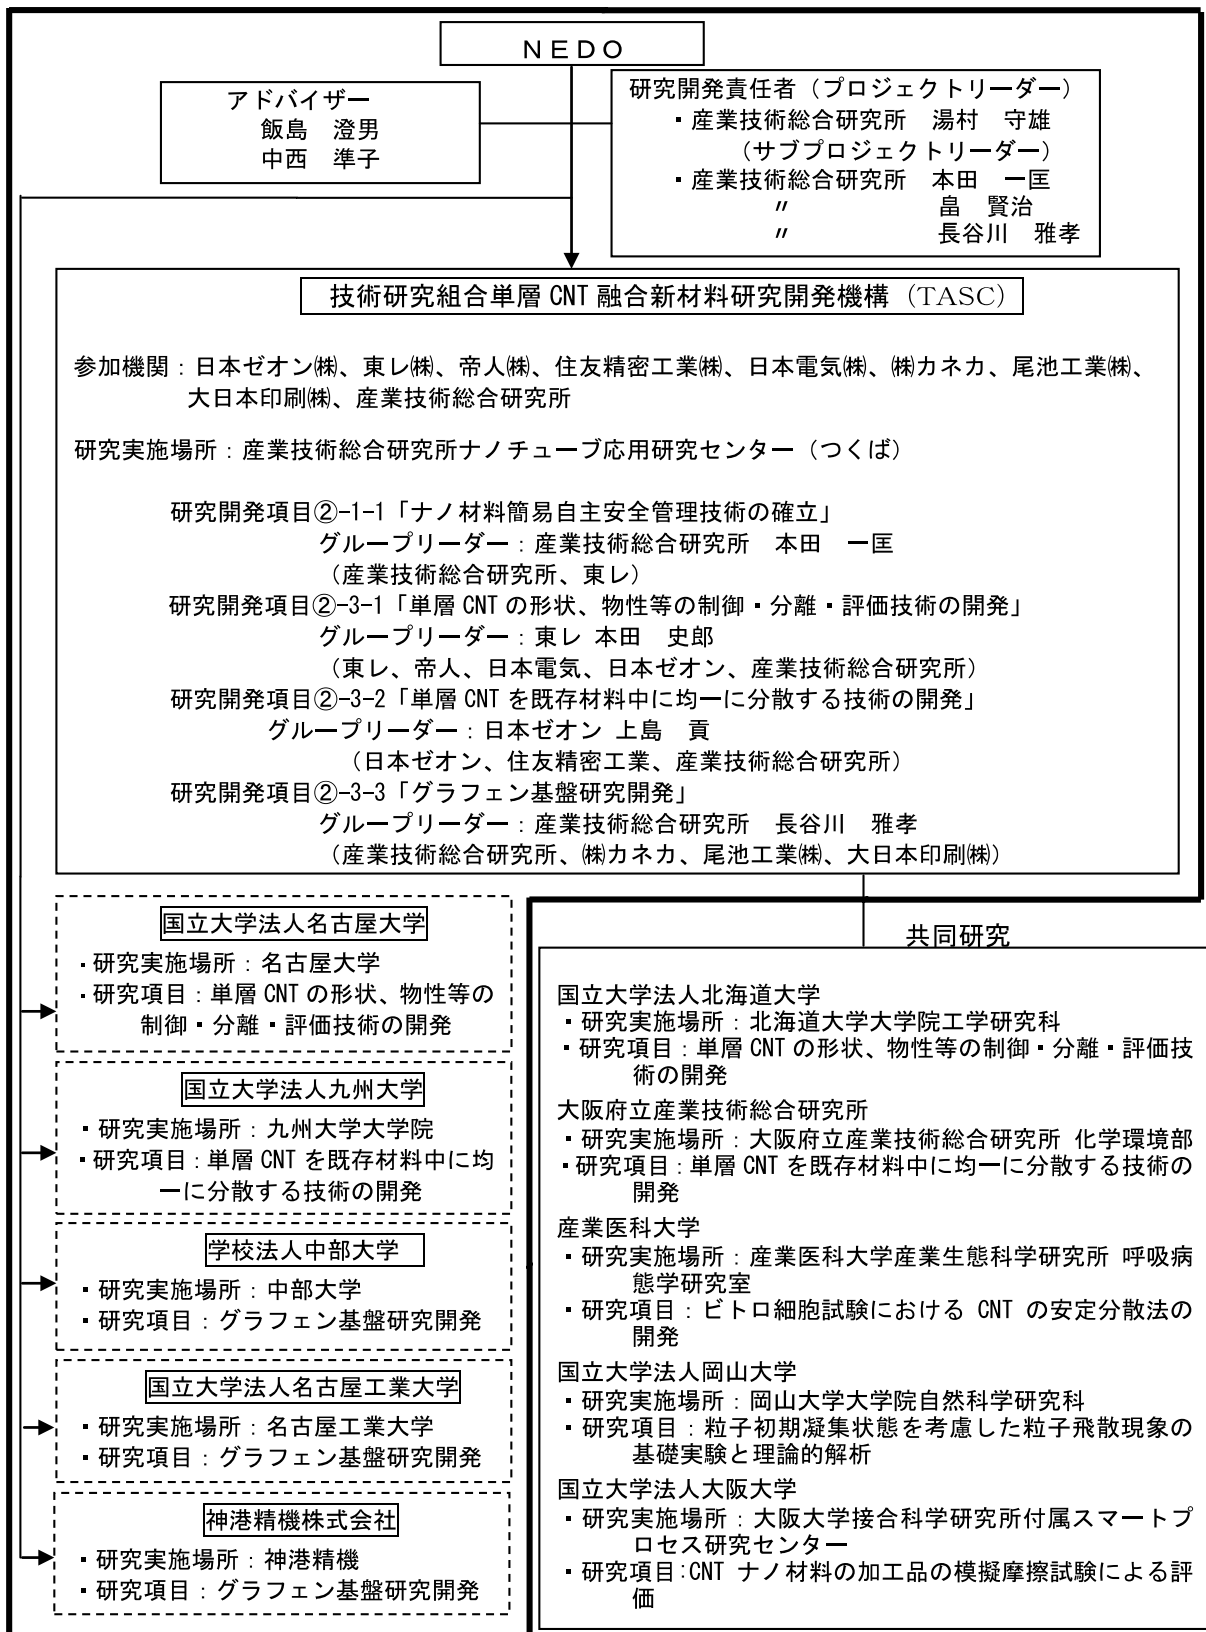 ＮＥＤＯ
アドバイザー
飯島　澄男
中西　準子
研究開発責任者（プロジェクトリーダー）
・産業技術総合研究所　湯村　守雄
（サブプロジェクトリーダー）
・産業技術総合研究所　本田　一匡
〃　畠　賢治
〃　長谷川　雅孝
技術研究組合単層 CNT 融合新材料研究開発機構（TASC）
参加機関：日本ゼオン㈱、東レ㈱、帝人㈱、住友精密工業㈱、日本電気㈱、㈱カネカ、尾池工業㈱、
大日本印刷㈱、産業技術総合研究所
研究実施場所：産業技術総合研究所ナノチューブ応用研究センター（つくば）
研究開発項目②-1-1「ナノ材料簡易自主安全管理技術の確立」
グループリーダー：産業技術総合研究所　本田　一匡
（産業技術総合研究所、東レ）
研究開発項目②-3-1「単層 CNT の形状、物性等の制御・分離・評価技術の開発」
グループリーダー：東レ 本田　史郎
（東レ、帝人、日本電気、日本ゼオン、産業技術総合研究所）
研究開発項目②-3-2「単層 CNT を既存材料中に均一に分散する技術の開発」
グループリーダー：日本ゼオン 上島　貢
（日本ゼオン、住友精密工業、産業技術総合研究所）
研究開発項目②-3-3「グラフェン基盤研究開発」
グループリーダー：産業技術総合研究所　長谷川　雅孝
（産業技術総合研究所、㈱カネカ、尾池工業㈱、大日本印刷㈱）
国立大学法人名古屋大学
・研究実施場所：名古屋大学
・研究項目：単層 CNT の形状、物性等の
制御・分離・評価技術の開発
国立大学法人九州大学
・研究実施場所：九州大学大学院
・研究項目：単層 CNT を既存材料中に均
一に分散する技術の開発
学校法人中部大学
・研究実施場所：中部大学
・研究項目：グラフェン基盤研究開発
国立大学法人名古屋工業大学
・研究実施場所：名古屋工業大学
・研究項目：グラフェン基盤研究開発
神港精機株式会社
・研究実施場所：神港精機
・研究項目：グラフェン基盤研究開発
共同研究
国立大学法人北海道大学
・研究実施場所：北海道大学大学院工学研究科
・研究項目：単層 CNT の形状、物性等の制御・分離・評価技
術の開発
大阪府立産業技術総合研究所
・研究実施場所：大阪府立産業技術総合研究所 化学環境部
・研究項目：単層 CNT を既存材料中に均一に分散する技術の
開発
産業医科大学
・研究実施場所：産業医科大学産業生態科学研究所 呼吸病
態学研究室
・研究項目：ビトロ細胞試験における CNT の安定分散法の
開発
国立大学法人岡山大学
・研究実施場所：岡山大学大学院自然科学研究科
・研究項目：粒子初期凝集状態を考慮した粒子飛散現象の
基礎実験と理論的解析
国立大学法人大阪大学
・研究実施場所：大阪大学接合科学研究所付属スマートプ
ロセス研究センター
・研究項目：CNT ナノ材料の加工品の模擬摩擦試験による評
価